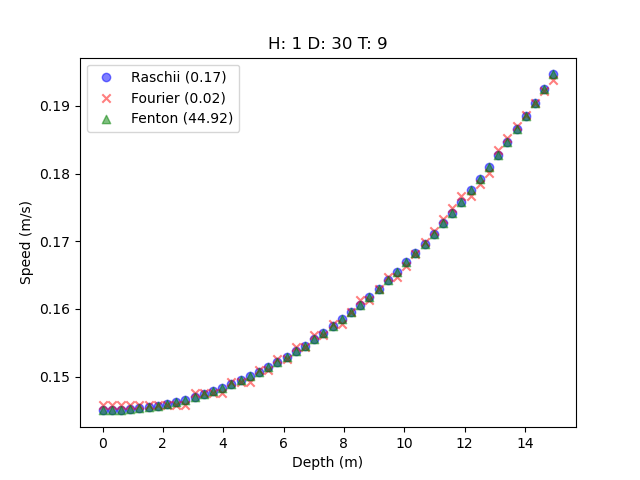 H: 1 D: 30 T: 9
Raschii (0.17)
Fourier (0.02)
Fenton (44.92)
0.19
0.18
0.17
0.16
0.15
Speed (m/s)
0 2 4 6 8 10 12 14
Depth (m)